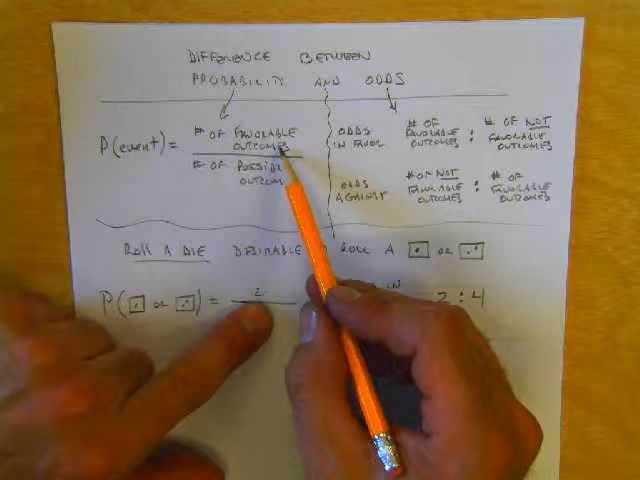 DIFFERENCE BETWEEN
PROBABILITY AND ODDS
P(event) = # OF FAVORABLE OUTCOMES
# OF POSSIBLE
ODDS IN FAVOR # OF FAVORABLE OUTCOMES : # OF NOT FAVORABLE OUTCOMES
ODDS AGAINST # OF NOT FAVORABLE OUTCOMES : # OF FAVORABLE OUTCOMES
ROLL A DIE DESIRABLE ROLL A OR
P( OR ) = 2
IN
2 : 4